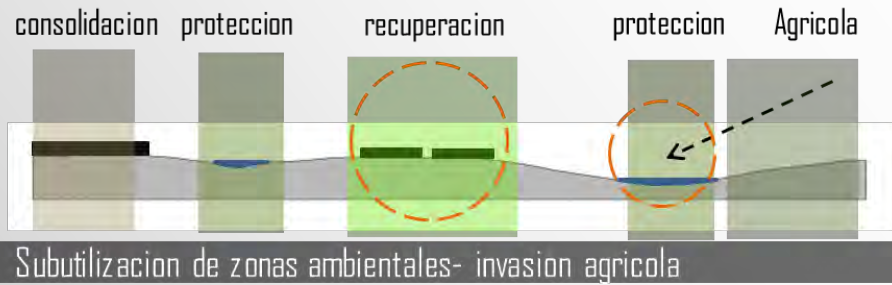 consolidacion proteccion recuperacion proteccion Agricola
Subutilizacion de zonas ambientales- invasion agricola